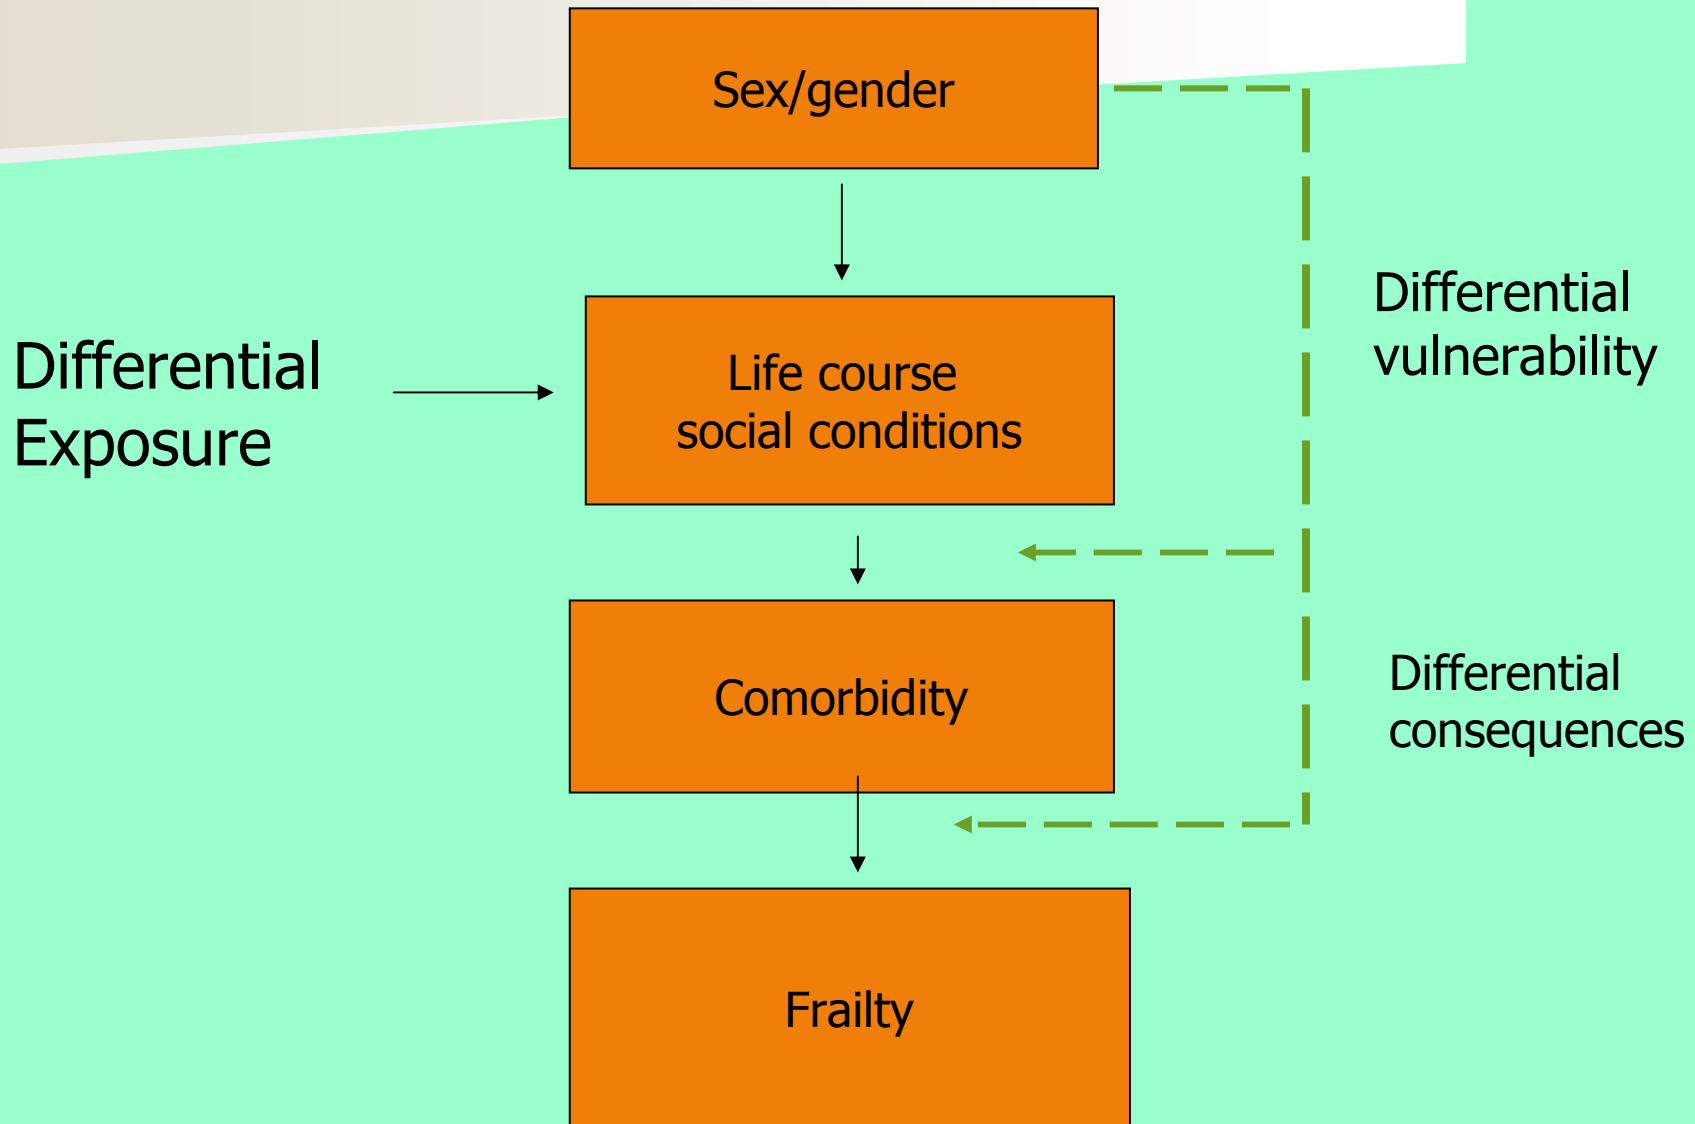 Sex/gender
Differential
vulnerability
Differential
Exposure
Life course
social conditions
Comorbidity
Differential
consequences
Frailty